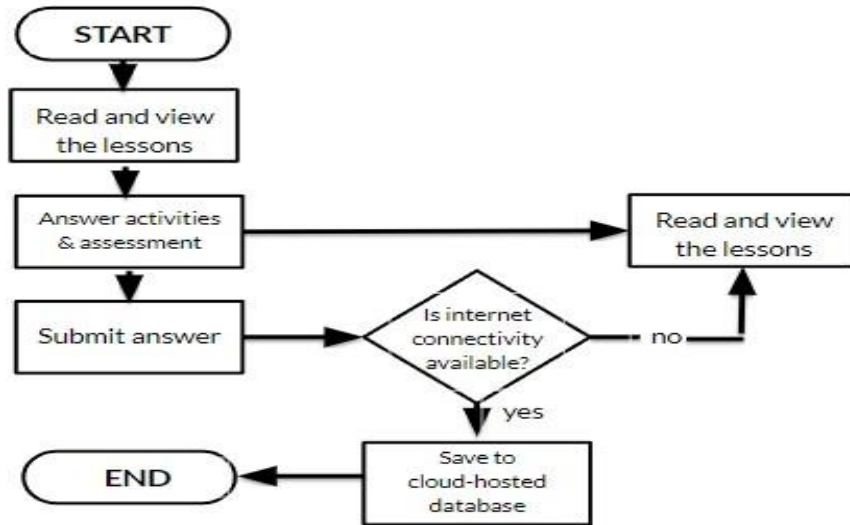 START
Read and view
the lessons
Answer activities
& assessment
Read and view
the lessons
Submit answer
Is internet
connectivity
available?
no
yes
Save to
cloud-hosted
database
END